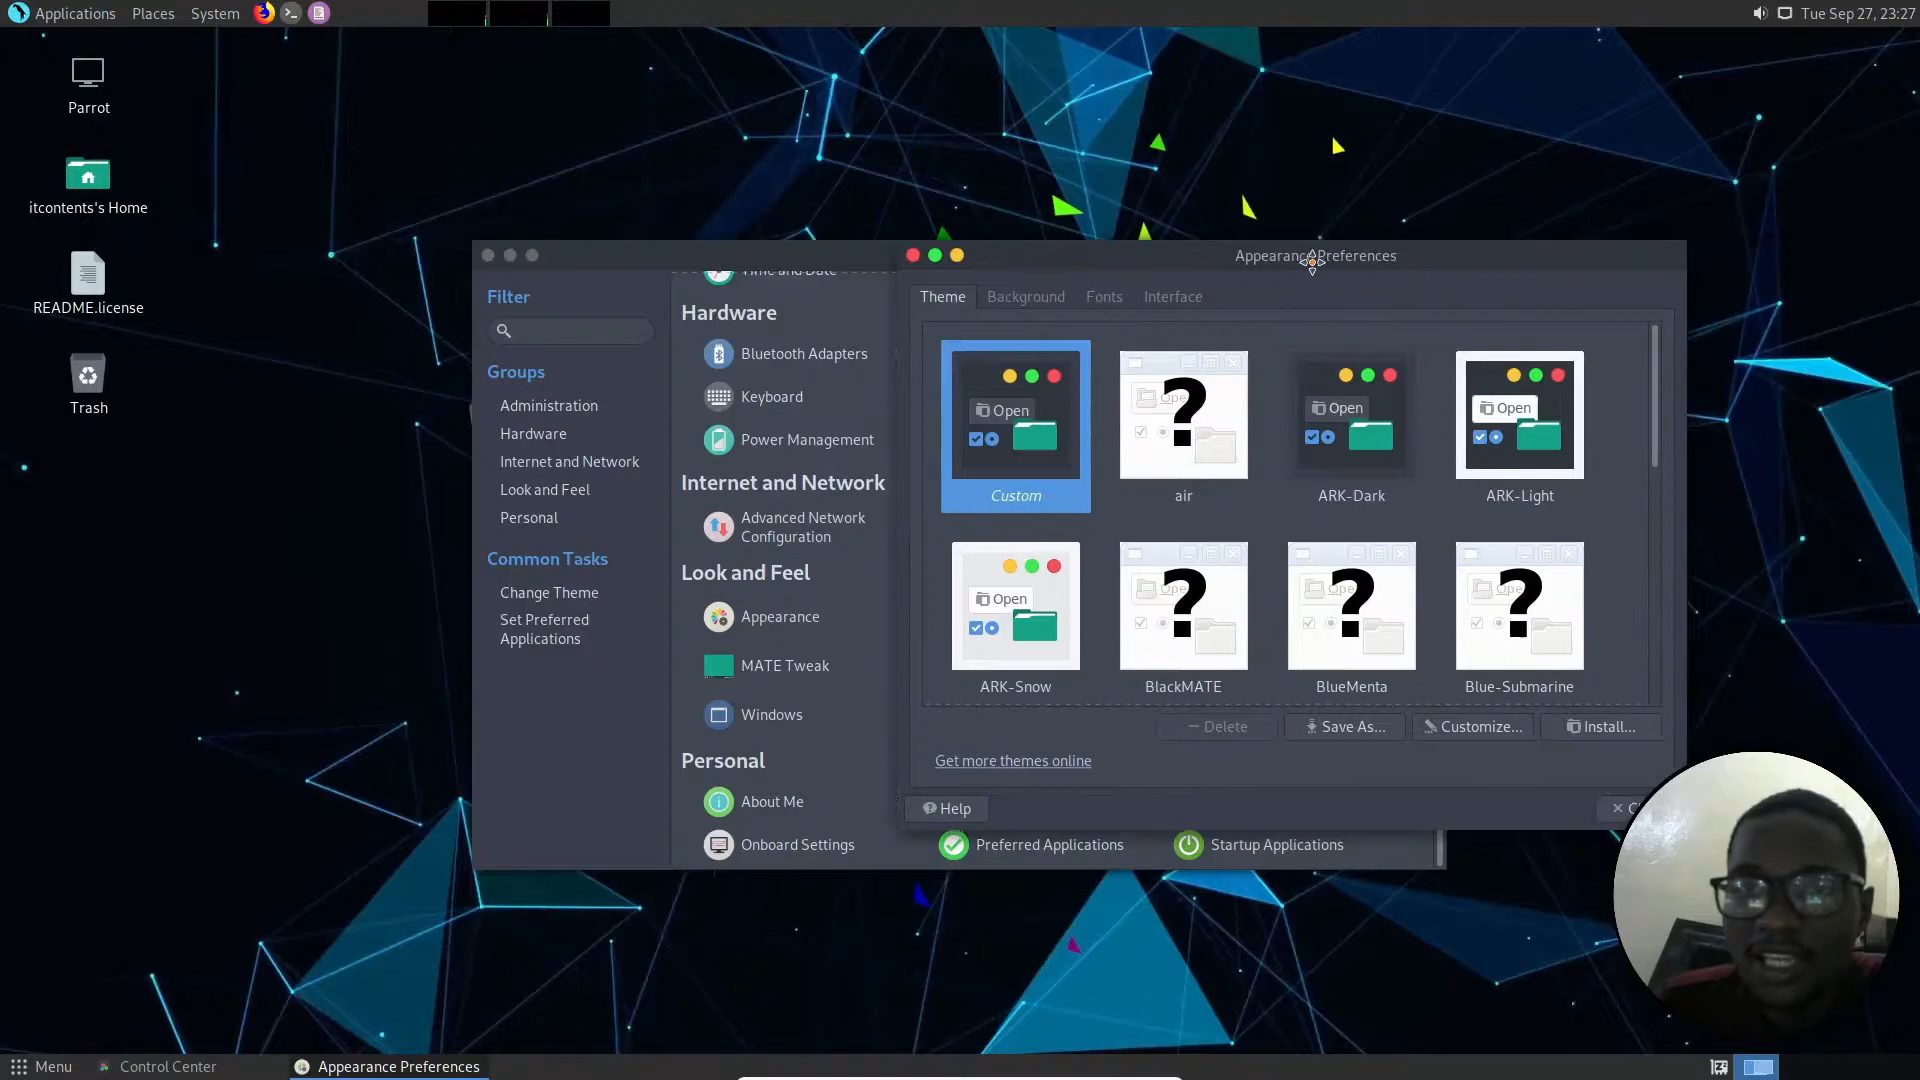 Applications Places System
Tue Sep 27, 23:27
Parrot
itcontents's Home
README.license
Trash
Filter
Groups
Administration
Hardware
Internet and Network
Look and Feel
Personal
Common Tasks
Change Theme
Set Preferred
Applications
Time and Date
Hardware
Bluetooth Adapters
Keyboard
Power Management
Internet and Network
Advanced Network
Configuration
Look and Feel
Appearance
MATE Tweak
Windows
Personal
About Me
Onboard Settings
Preferred Applications
Startup Applications
Appearance Preferences
Theme Background Fonts Interface
Open
Open
Open
Custom
air
ARK-Dark
ARK-Light
Open
ARK-Snow
BlackMATE
BlueMenta
Blue-Submarine
Delete
Save As...
Customize...
Install...
Get more themes online
Help
Menu
Control Center
Appearance Preferences